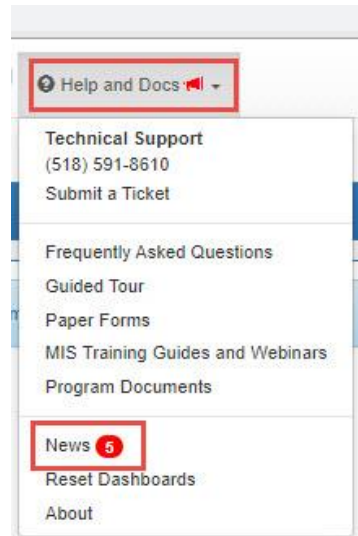 Help and Docs
Technical Support
(518) 591-8610
Submit a Ticket
Frequently Asked Questions
Guided Tour
Paper Forms
MIS Training Guides and Webinars
Program Documents
News 5
Reset Dashboards
About